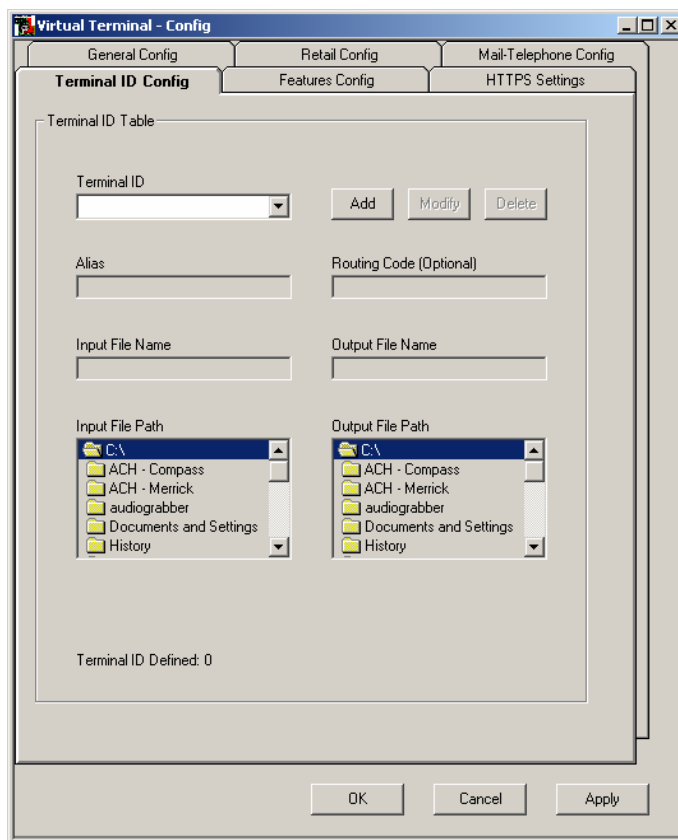 Virtual Terminal - Config
General Config
Retail Config
Mail-Telephone Config
Terminal ID Config
Features Config
HTTPS Settings
Terminal ID Table
Terminal ID
Add
Modify
Delete
Alias
Routing Code (Optional)
Input File Name
Output File Name
Input File Path
Output File Path
C:\
ACH - Compass
ACH - Merrick
audiograbber
Documents and Settings
History
C:\
ACH - Compass
ACH - Merrick
audiograbber
Documents and Settings
History
Terminal ID Defined: 0
OK
Cancel
Apply